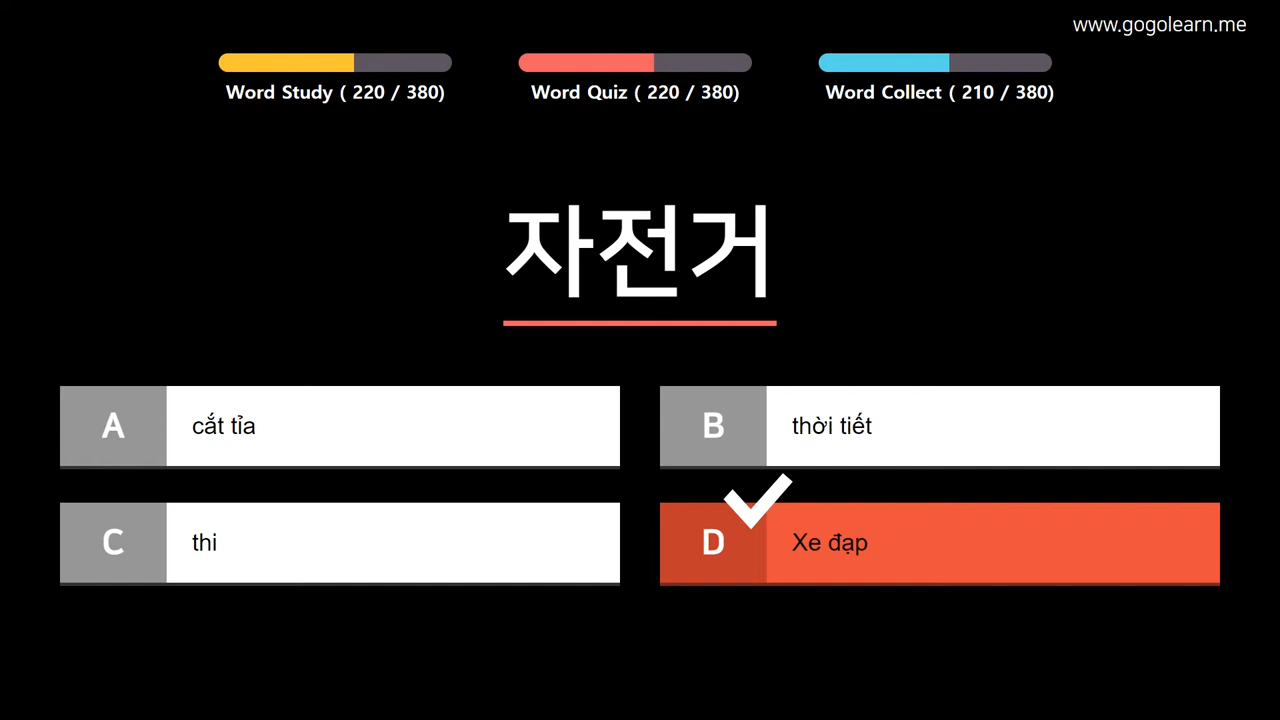 www.gogolearn.me
Word Study ( 220 / 380)
Word Quiz ( 220 / 380)
Word Collect ( 210 / 380)
자전거
A
cắt tỉa
B
thời tiết
C
thi
D
Xe đạp